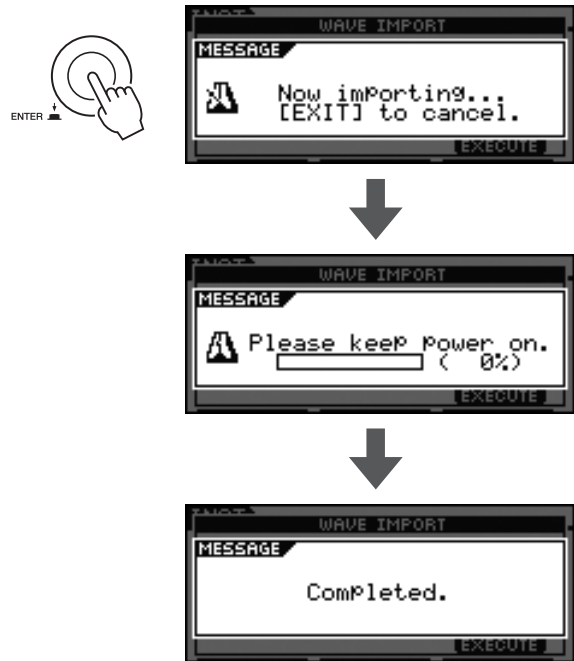 WAVE IMPORT
MESSAGE
Now importing...
[EXIT] to cancel.
EXECUTE
ENTER
WAVE IMPORT
MESSAGE
Please keep power on.
( 0%)
EXECUTE
WAVE IMPORT
MESSAGE
Completed.
EXECUTE